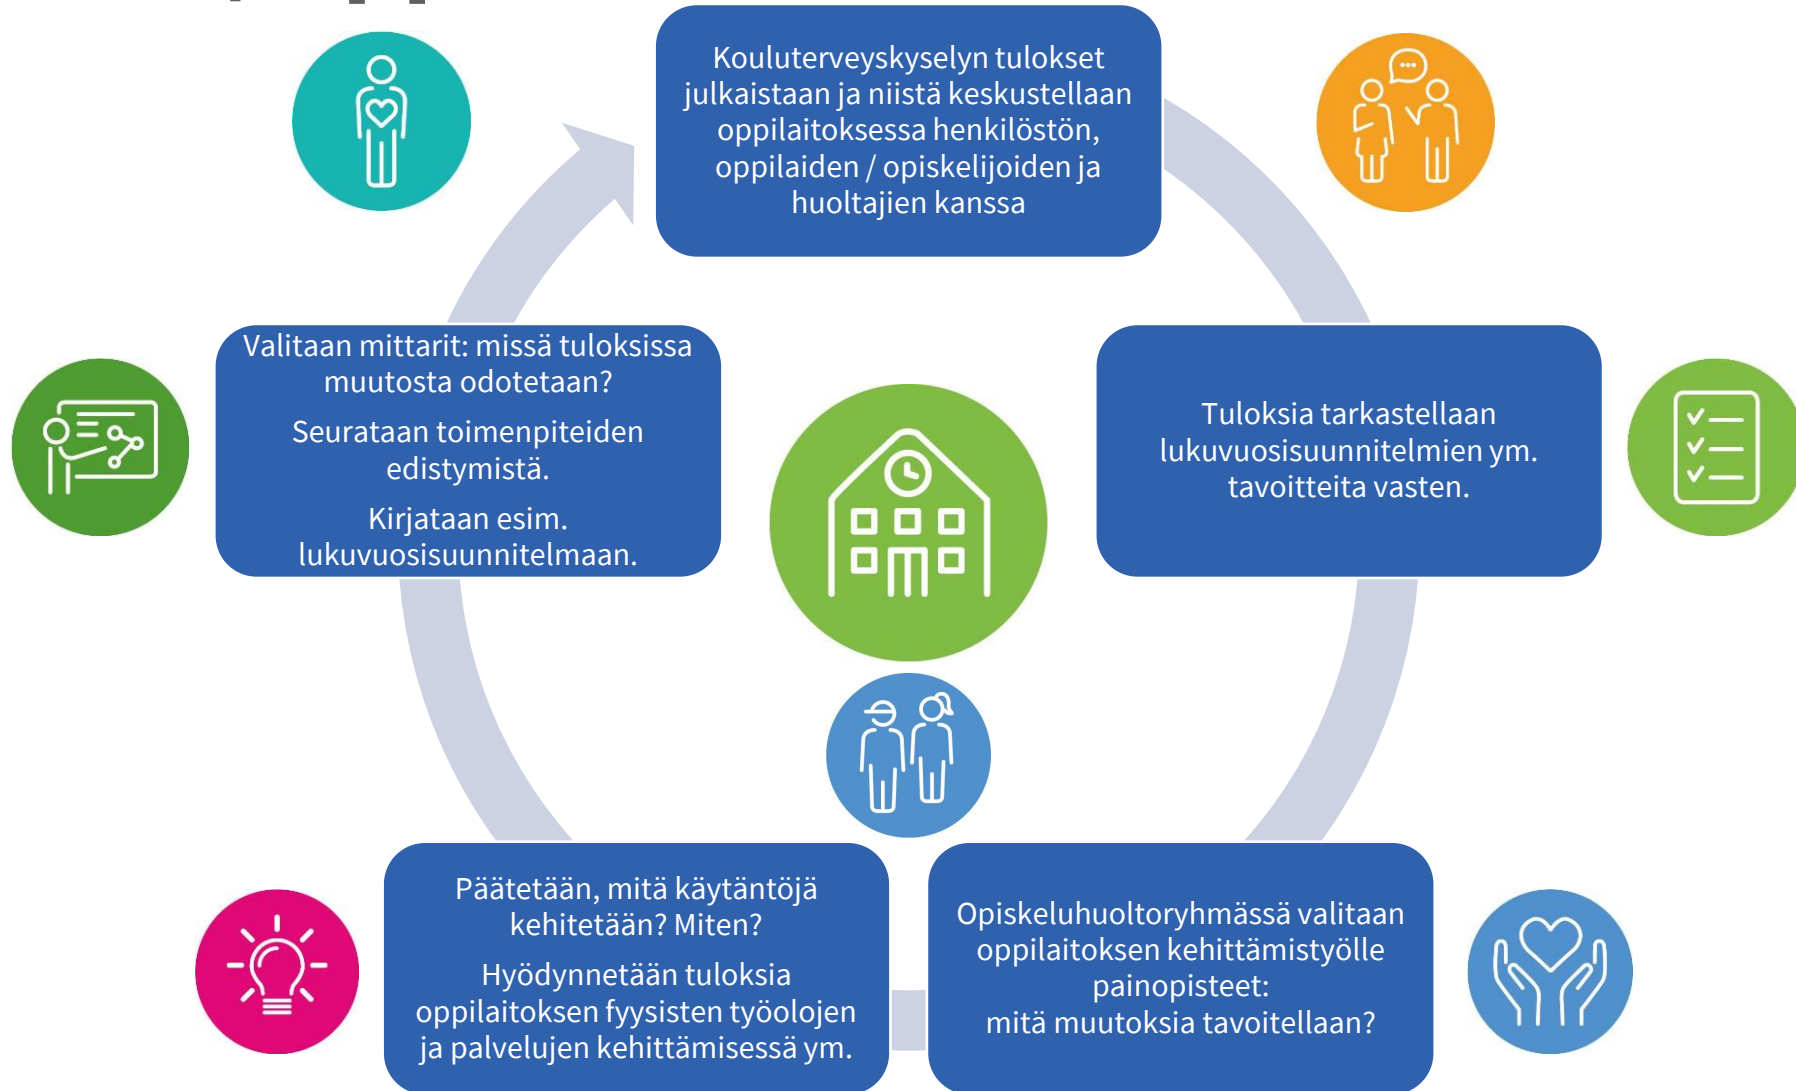 Kouluterveyskyselyn tulokset
julkaistaan ja niistä keskustellaan
oppilaitoksessa henkilöstön,
oppilaiden / opiskelijoiden ja
huoltajien kanssa
Tuloksia tarkastellaan
lukuvuosisuunnitelmien ym.
tavoitteita vasten.
Opiskeluhuoltoryhmässä valitaan
oppilaitoksen kehittämistyölle
painopisteet:
mitä muutoksia tavoitellaan?
Päätetään, mitä käytäntöjä
kehitetään? Miten?
Hyödynnetään tuloksia
oppilaitoksen fyysisten työolojen
ja palvelujen kehittämisessä ym.
Valitaan mittarit: missä tuloksissa
muutosta odotetaan?
Seurataan toimenpiteiden
edistymistä.
Kirjataan esim.
lukuvuosisuunnitelmaan.